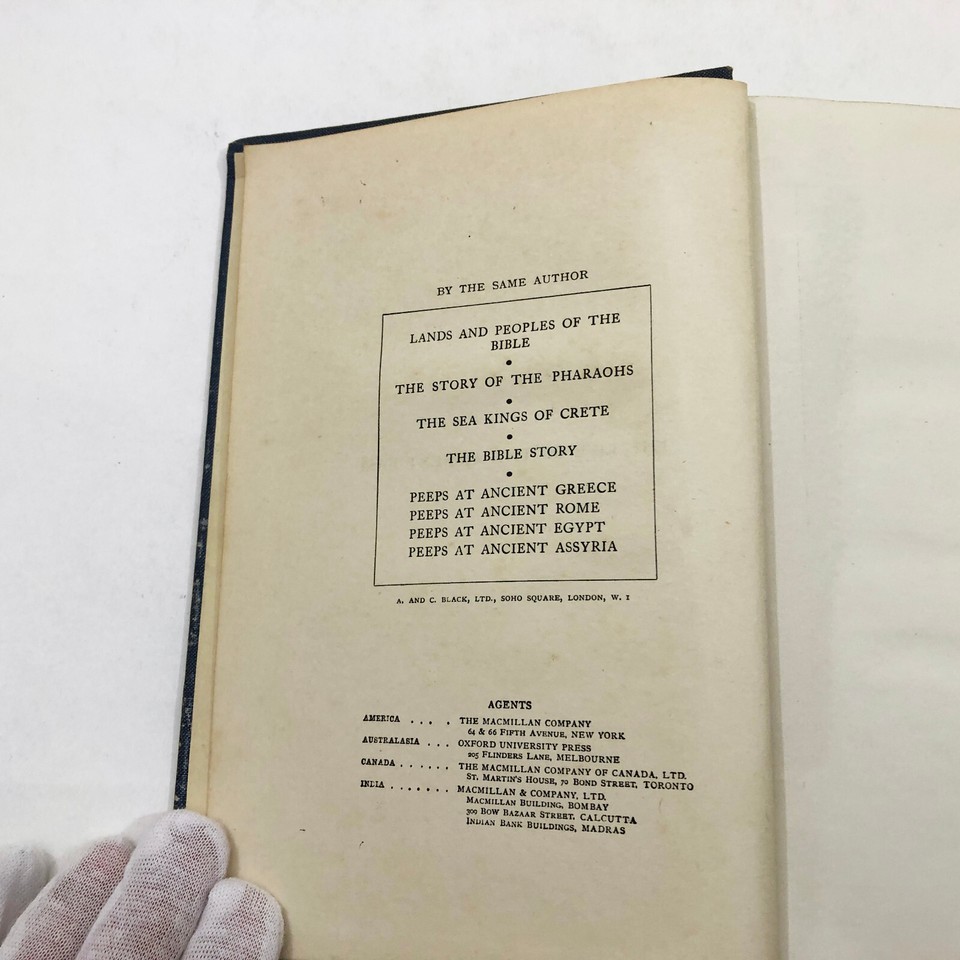 BY THE SAME AUTHOR
LANDS AND PEOPLES OF THE
BIBLE
•
THE STORY OF THE PHARAOHS
•
THE SEA KINGS OF CRETE
•
THE BIBLE STORY
•
PEEPS AT ANCIENT GREECE
PEEPS AT ANCIENT ROME
PEEPS AT ANCIENT EGYPT
PEEPS AT ANCIENT ASSYRIA
A. AND C. BLACK, LTD., SOHO SQUARE, LONDON, W. 1
AGENTS
AMERICA . . . . THE MACMILLAN COMPANY
64 & 66 FIFTH AVENUE, NEW YORK
AUSTRALASIA . . . OXFORD UNIVERSITY PRESS
205 FLINDERS LANE, MELBOURNE
CANADA . . . . . . THE MACMILLAN COMPANY OF CANADA, LTD.
ST. MARTIN'S HOUSE, 70 BOND STREET, TORONTO
INDIA . . . . . . . MACMILLAN & COMPANY, LTD.
MACMILLAN BUILDING, BOMBAY
300 BOW BAZAAR STREET, CALCUTTA
INDIAN BANK BUILDINGS, MADRAS